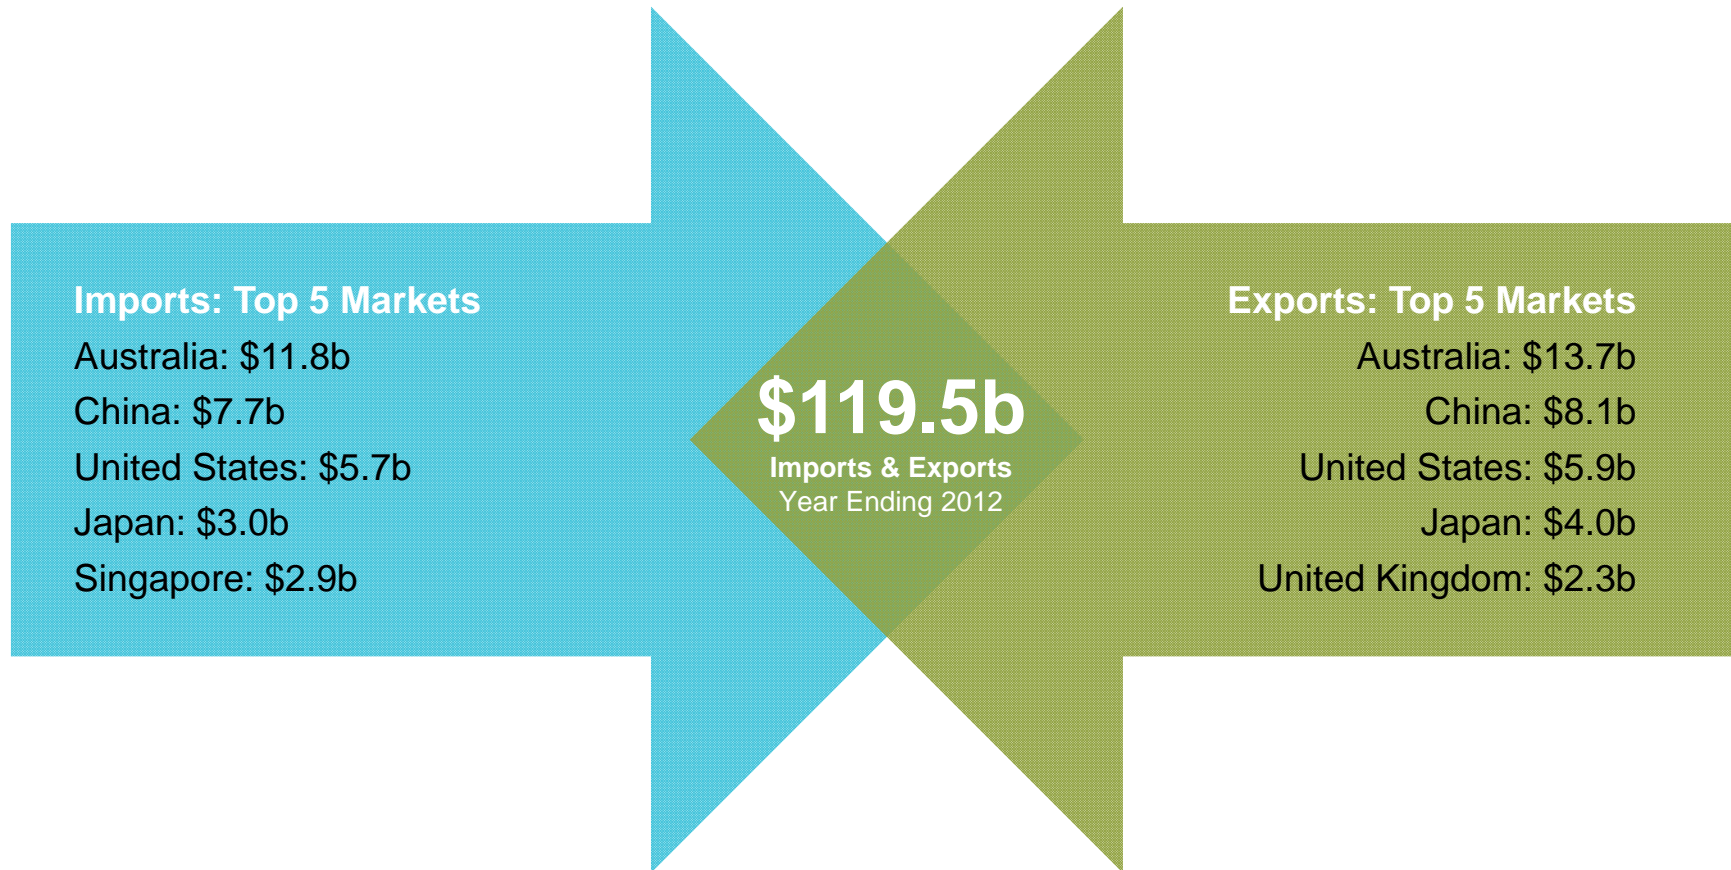 Imports: Top 5 Markets
Australia: $11.8b
China: $7.7b
United States: $5.7b
Japan: $3.0b
Singapore: $2.9b
$119.5b
Imports & Exports
Year Ending 2012
Exports: Top 5 Markets
Australia: $13.7b
China: $8.1b
United States: $5.9b
Japan: $4.0b
United Kingdom: $2.3b